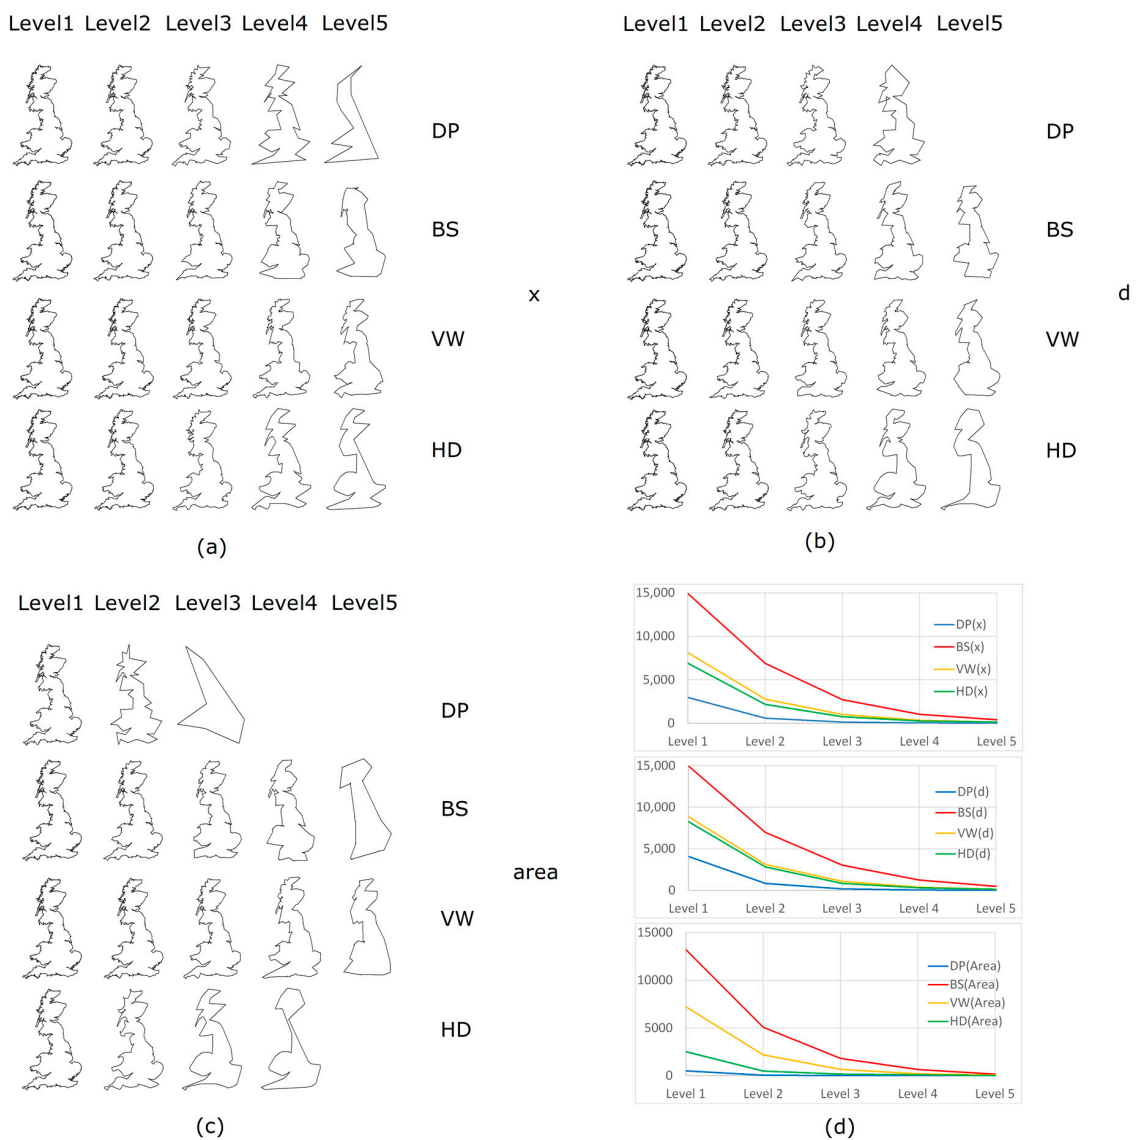 Level1 Level2 Level3 Level4 Level5
DP
BS
x
VW
HD
(a)
Level1 Level2 Level3 Level4 Level5
DP
BS
d
VW
HD
(b)
Level1 Level2 Level3 Level4 Level5
DP
BS
area
VW
HD
(c)
15,000
10,000
5,000
0
Level 1 Level 2 Level 3 Level 4 Level 5
DP(x)
BS(x)
VW(x)
HD(x)
15,000
10,000
5,000
0
Level 1 Level 2 Level 3 Level 4 Level 5
DP(d)
BS(d)
VW(d)
HD(d)
15000
10000
5000
0
Level 1 Level 2 Level 3 Level 4 Level 5
DP(Area)
BS(Area)
VW(Area)
HD(Area)
(d)